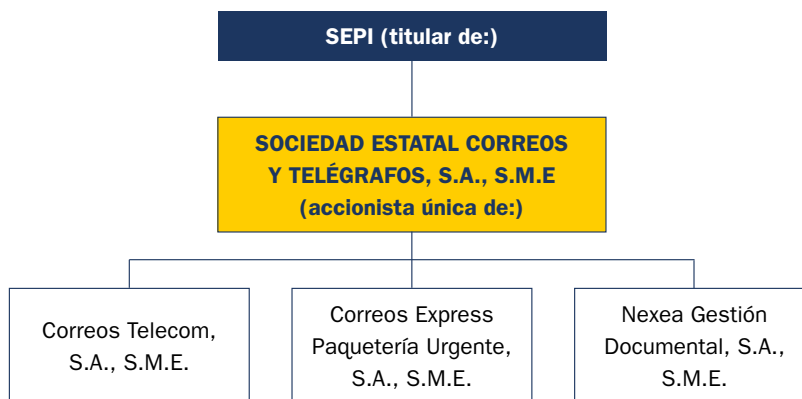 SEPI (titular de:)
SOCIEDAD ESTATAL CORREOS
Y TELÉGRAFOS, S.A., S.M.E
(accionista única de:)
Correos Telecom,
S.A., S.M.E.
Correos Express
Paquetería Urgente,
S.A., S.M.E.
Nexea Gestión
Documental, S.A.,
S.M.E.